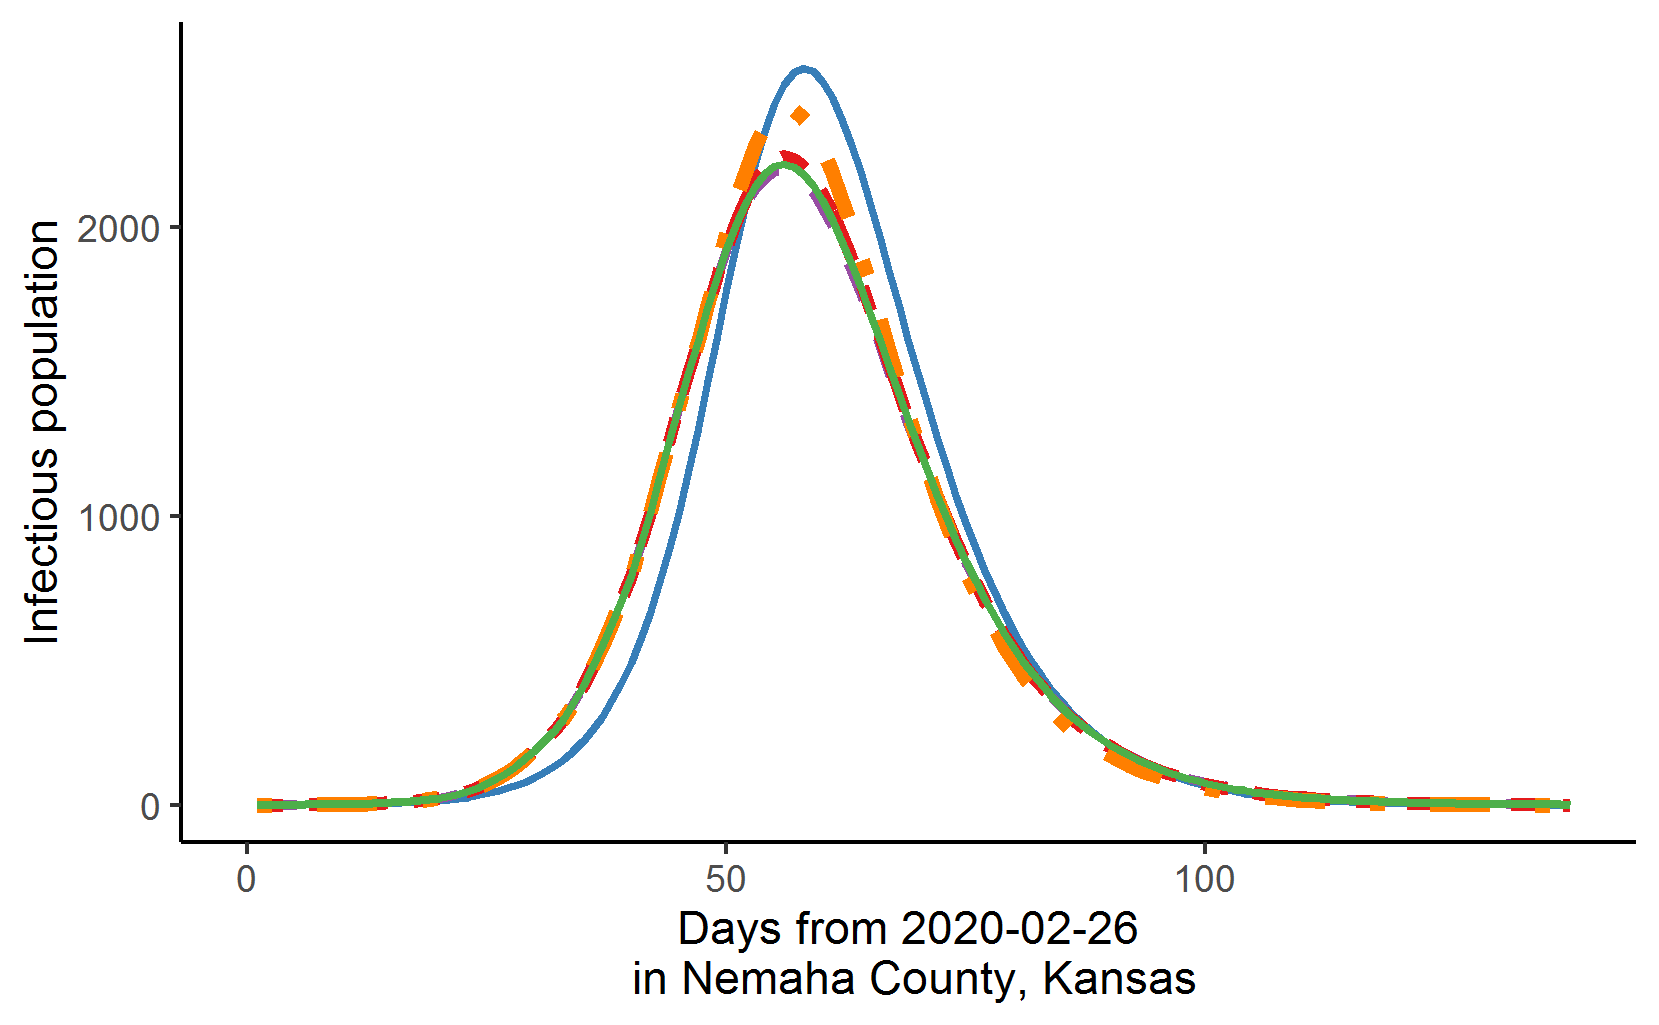 Infectious population
2000
1000
0
0
50
100
Days from 2020-02-26
in Nemaha County, Kansas